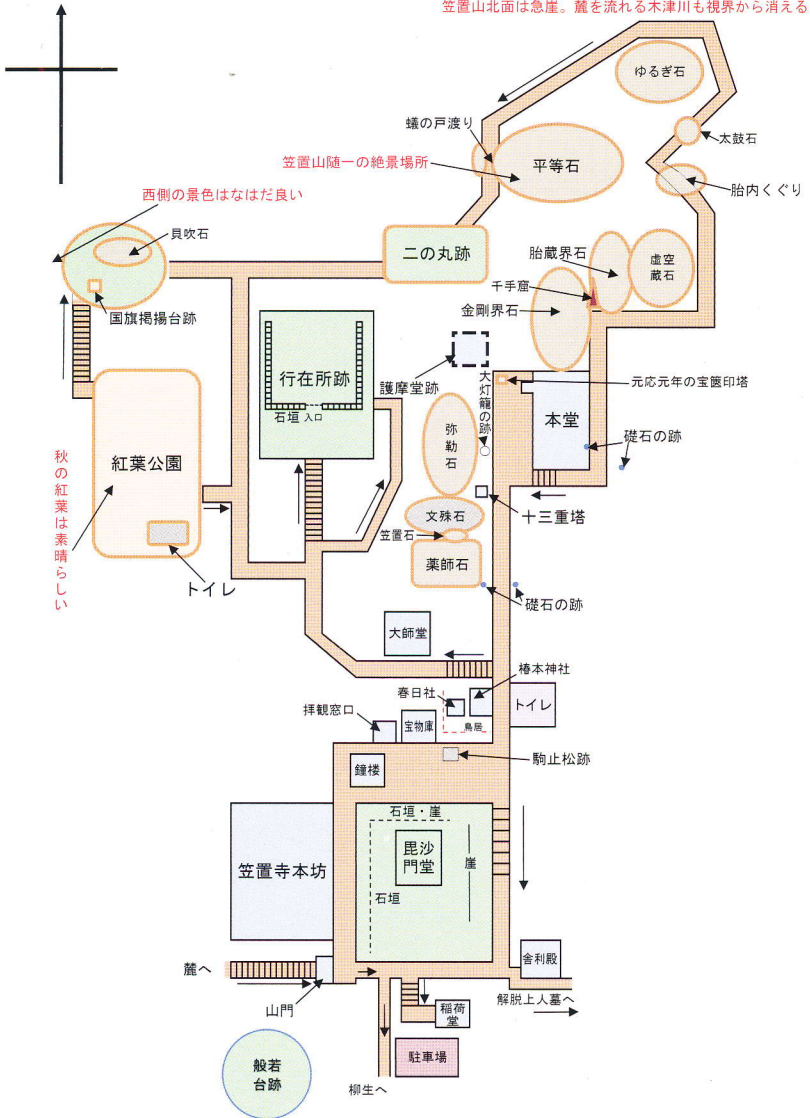 笠置山北面は急崖。麓を流れる木津川も視界から消える
ゆるぎ石
蟻の戸渡り
太鼓石
笠置山随一の絶景場所
平等石
胎内くぐり
西側の景色はなはだ良い
貝吹石
二の丸跡
胎蔵界石
虚空
蔵石
千手窟
金剛界石
国旗掲揚台跡
行在所跡
石垣 入口
護摩堂跡
大灯籠の跡
元応元年の宝篋印塔
本堂
礎石の跡
弥勒石
紅葉公園
秋の紅葉は素晴らしい
十三重塔
文殊石
笠置石
薬師石
トイレ
礎石の跡
大師堂
椿本神社
春日社
トイレ
拝観窓口
宝物庫
鳥居
駒止松跡
鐘楼
石垣・崖
毘沙
門堂
崖
笠置寺本坊
石垣
麓へ
舎利殿
解脱上人墓へ
山門
稲荷
堂
般若
台跡
駐車場
柳生へ